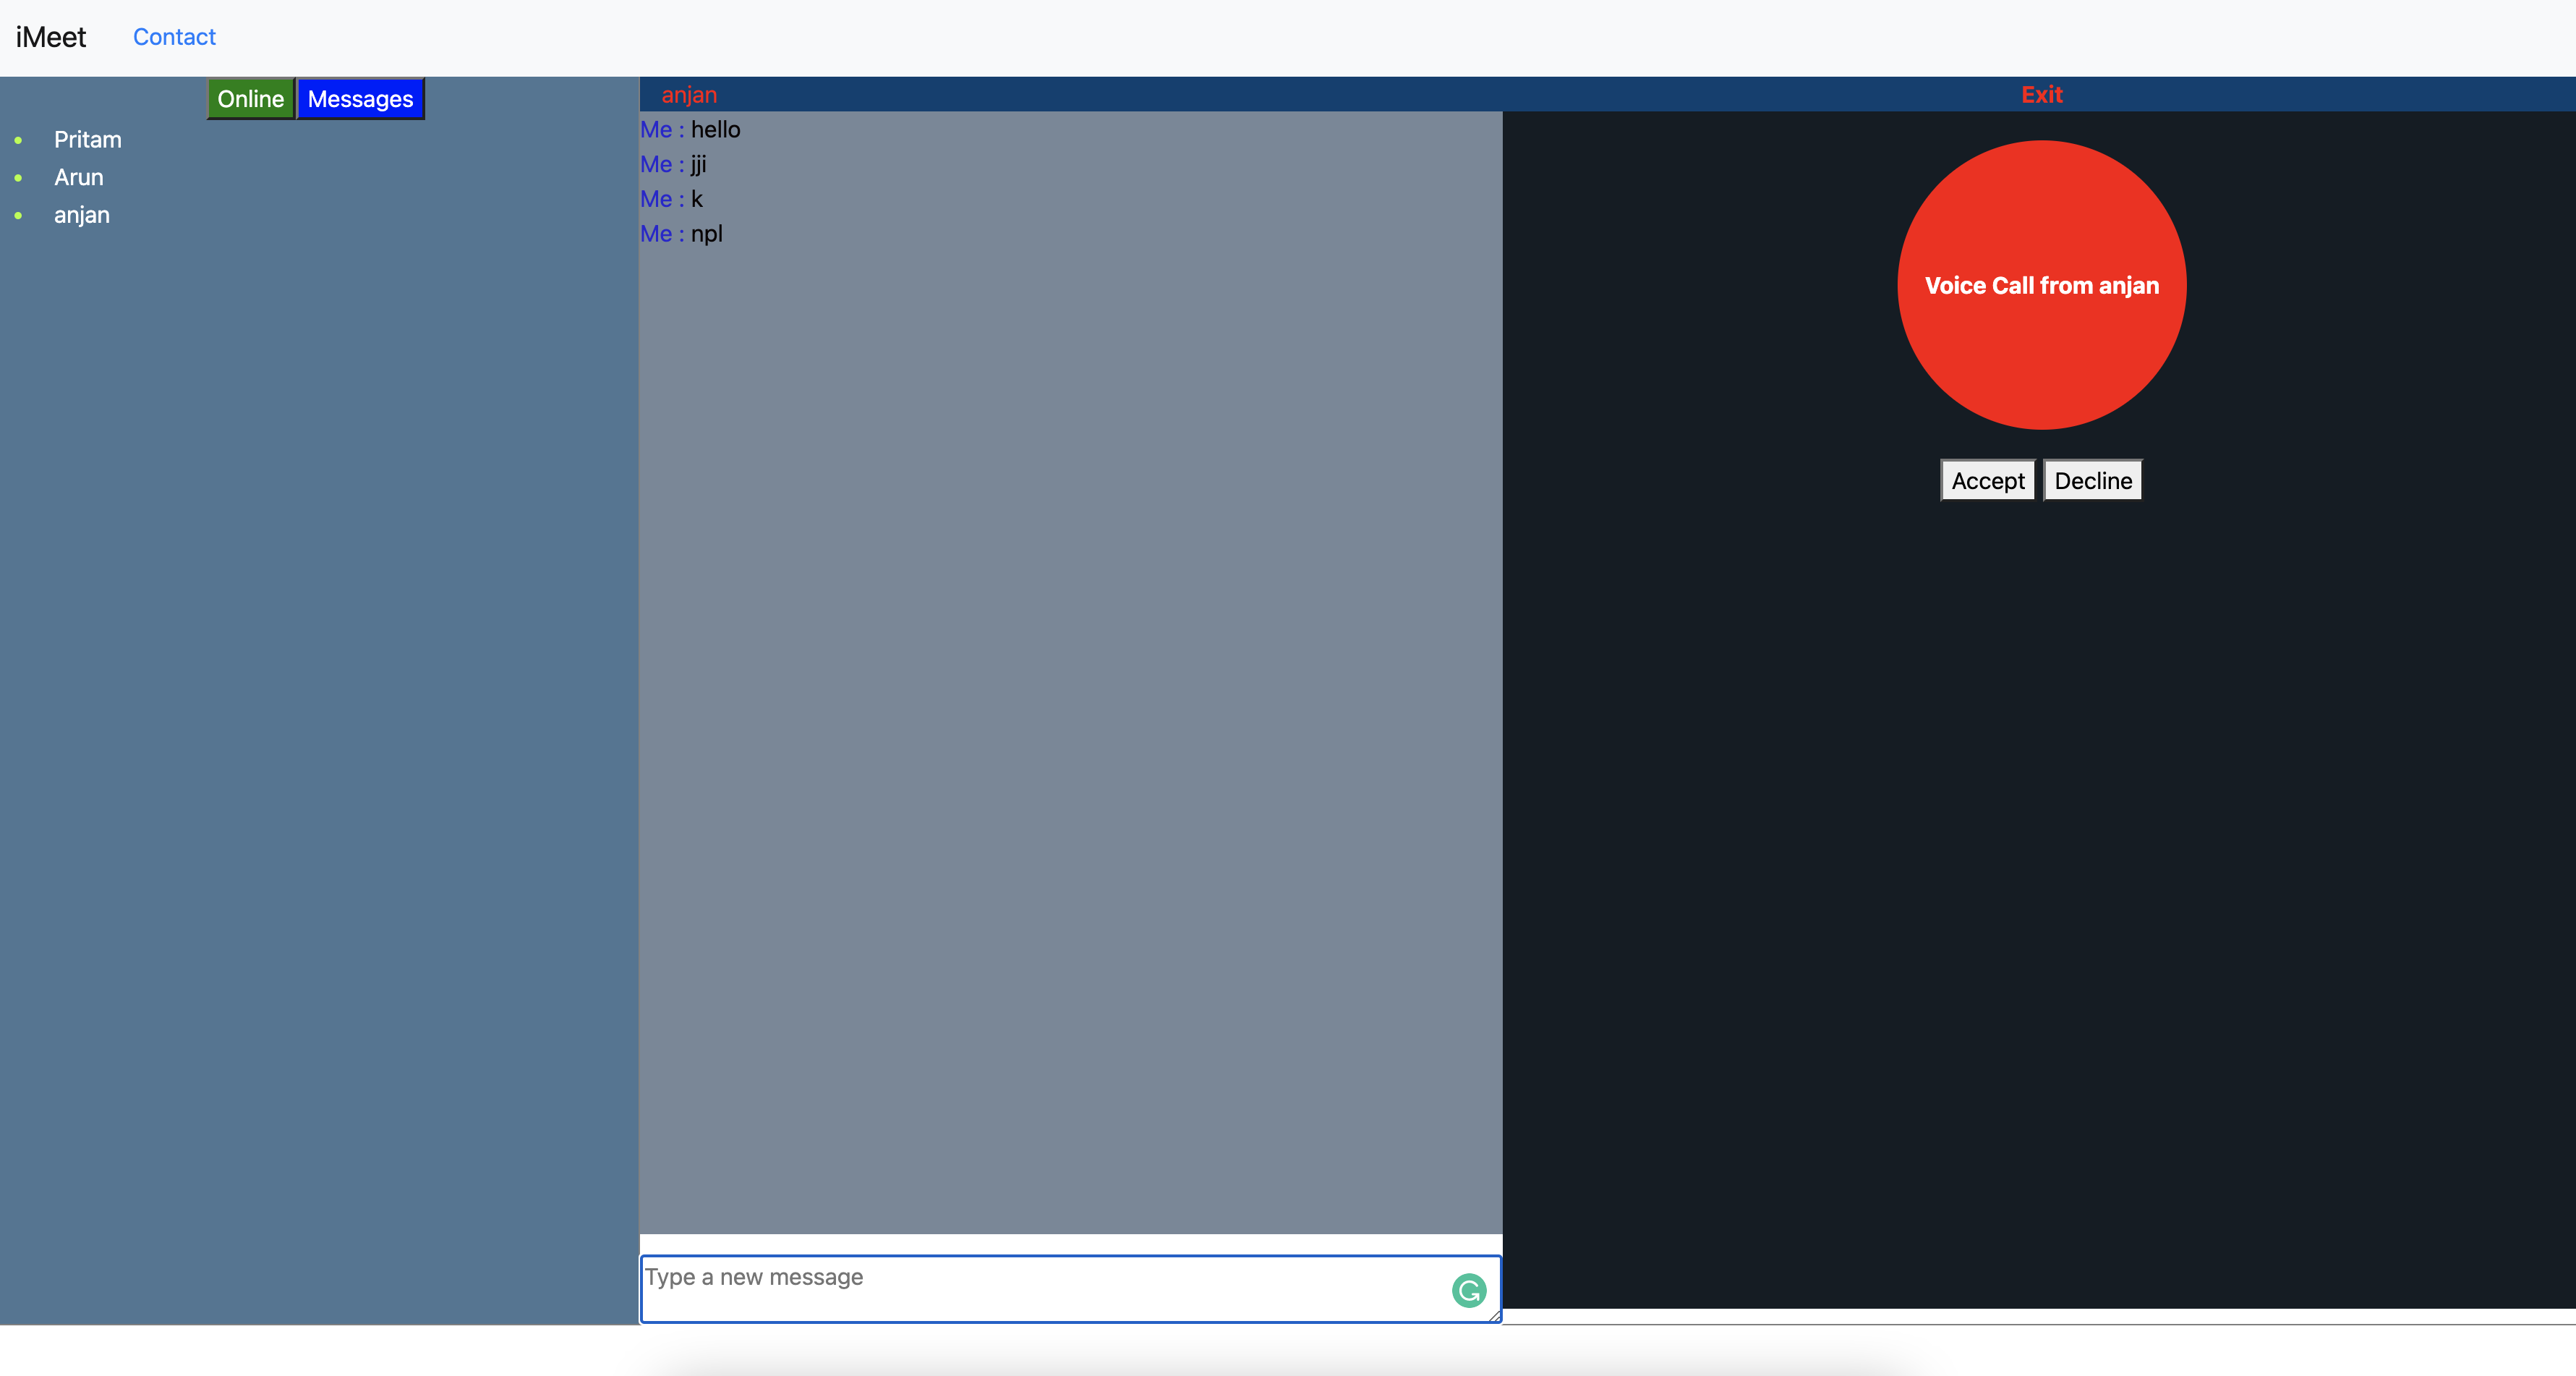 iMeet Contact
Online Messages
Pritam
Arun
anjan
anjan
Me : hello
Me : jji
Me : k
Me : npl
Type a new message
Exit
Voice Call from anjan
Accept Decline